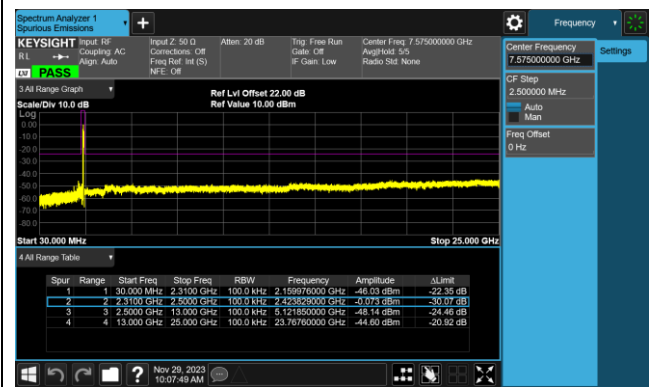 Spectrum Analyzer 1
Spurious Emissions
+
Frequency
KEYSIGHT
RL
LXI PASS
Input: RF
Coupling: AC
Align: Auto
Input Z: 50 Ω
Corrections: Off
Freq Ref: Int (S)
NFE: Off
Atten: 20 dB
Trig: Free Run
Gate: Off
IF Gain: Low
Center Freq: 7.575000000 GHz
Avg|Hold: 5/5
Radio Std: None
Center Frequency
7.575000000 GHz
Settings
CF Step
2.500000 MHz
Auto
Man
Freq Offset
0 Hz
3 All Range Graph
Scale/Div 10.0 dB
Ref Lvl Offset 22.00 dB
Ref Value 10.00 dBm
Log
0.00
-10.0
-20.0
-30.0
-40.0
-50.0
-60.0
-70.0
-80.0
Start 30.000 MHz
Stop 25.000 GHz
4 All Range Table
Spur Range Start Freq Stop Freq RBW Frequency Amplitude ΔLimit
1 1 30.000 MHz 2.3100 GHz 100.0 kHz 2.159976000 GHz -46.03 dBm -22.35 dB
2 2 2.3100 GHz 2.5000 GHz 100.0 kHz 2.423829000 GHz -0.073 dBm -30.07 dB
3 3 2.5000 GHz 13.000 GHz 100.0 kHz 5.121850000 GHz -48.14 dBm -24.46 dB
4 4 13.000 GHz 25.000 GHz 100.0 kHz 23.76760000 GHz -44.60 dBm -20.92 dB
?
Nov 29, 2023
10:07:49 AM